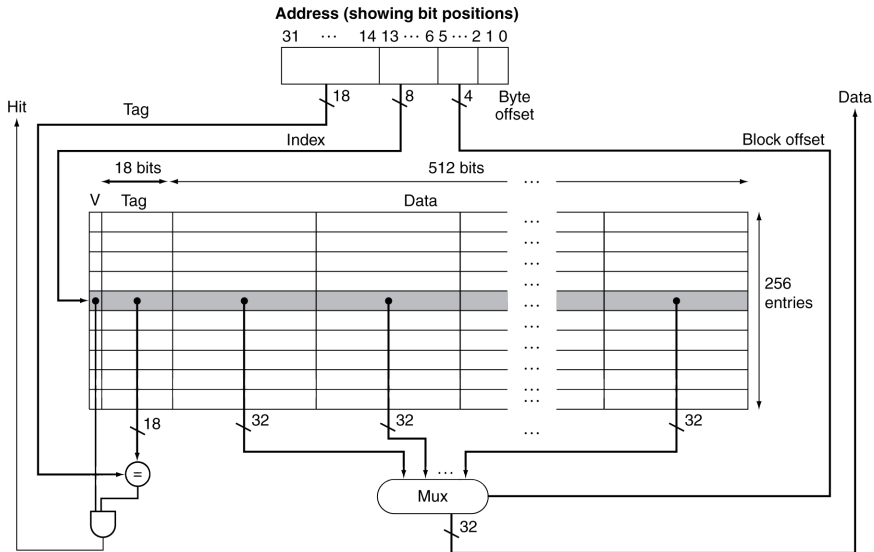 Address (showing bit positions)
31 ... 14 13 ... 6 5 ... 2 1 0
18 8 4 Byte offset
Hit
Data
Tag
Index
Block offset
18 bits
512 bits
...
V Tag Data
...
...
...
...
...
...
...
...
...
...
256 entries
18
32
32
...
32
=
...
Mux
32